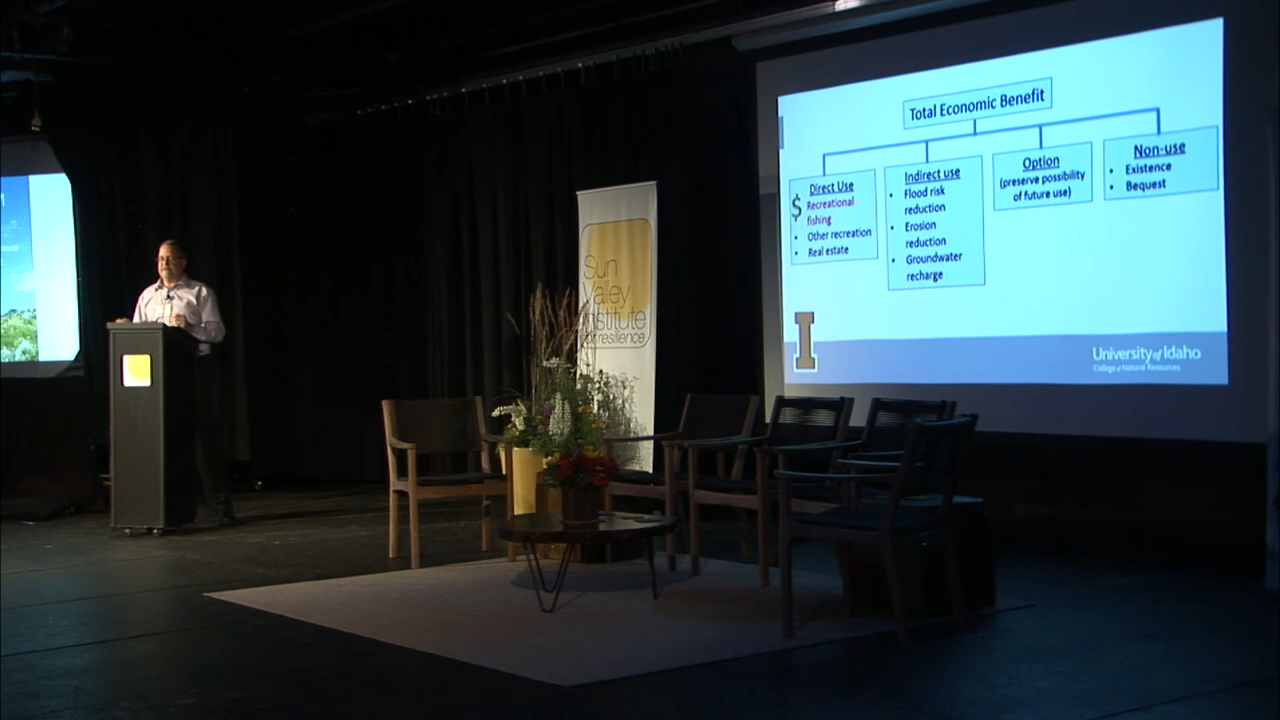 Total Economic Benefit
Direct Use
$ Recreational
fishing
• Other recreation
• Real estate
Indirect use
• Flood risk
reduction
• Erosion
reduction
• Groundwater
recharge
Option
(preserve possibility
of future use)
Non-use
• Existence
• Bequest
I
University of Idaho
College of Natural Resources
Sun
Valley
Institute
for resilience